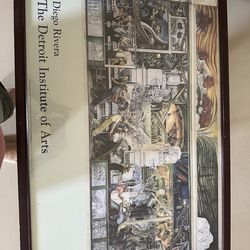 Diego Rivera
The Detroit Institute of Arts